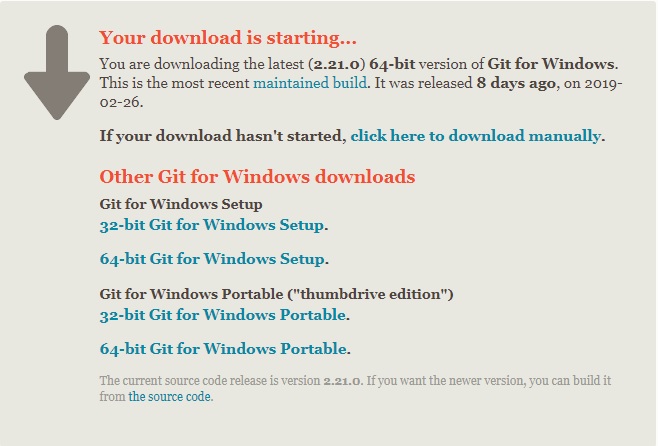 Your download is starting...
You are downloading the latest (2.21.0) 64-bit version of Git for Windows.
This is the most recent maintained build. It was released 8 days ago, on 2019-
02-26.
If your download hasn't started, click here to download manually.
Other Git for Windows downloads
Git for Windows Setup
32-bit Git for Windows Setup.
64-bit Git for Windows Setup.
Git for Windows Portable ("thumbdrive edition")
32-bit Git for Windows Portable.
64-bit Git for Windows Portable.
The current source code release is version 2.21.0. If you want the newer version, you can build it
from the source code.